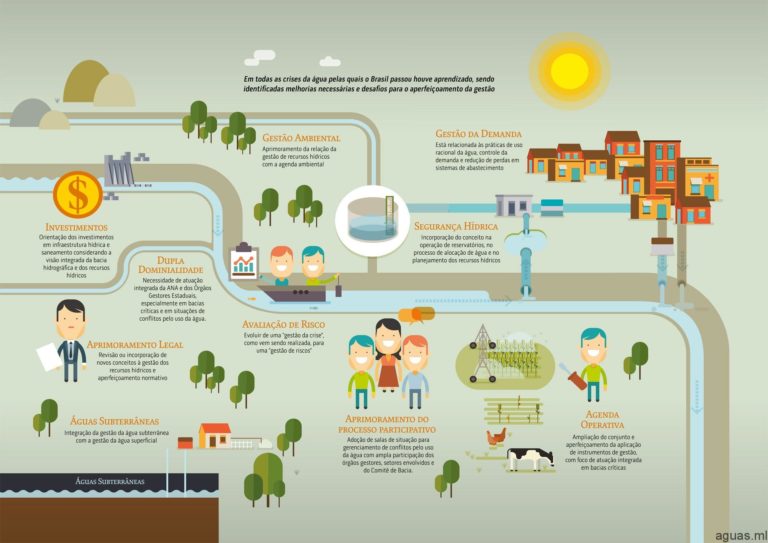 Em todas as crises da água pelas quais o Brasil passou houve aprendizado, sendo
identificadas melhorias necessárias e desafios para o aperfeiçoamento da gestão
Gestão Ambiental
Aprimoramento da relação da
gestão de recursos hídricos
com a agenda ambiental
Gestão da Demanda
Está relacionada às práticas de uso
racional da água, controle da
demanda e redução de perdas em
sistemas de abastecimento
Investimentos
Orientação dos investimentos
em infraestrutura hídrica e
saneamento considerando a
visão integrada da bacia
hidrográfica e dos recursos
hídricos
Dupla
Dominialidade
Necessidade de atuação
integrada da ANA e dos Órgãos
Gestores Estaduais,
especialmente em bacias
críticas e em situações de
conflitos pelo uso da água.
Segurança Hídrica
Incorporação do conceito na
operação de reservatórios, no
processo de alocação de água e no
planejamento dos recursos hídricos
Avaliação de Risco
Evoluir de uma "gestão da crise",
como vem sendo realizada, para
uma "gestão de riscos"
Aprimoramento Legal
Revisão ou incorporação de
novos conceitos à gestão dos
recursos hídricos e
aperfeiçoamento normativo
Águas Subterrâneas
Integração da gestão da água subterrânea
com a gestão da água superficial
Aprimoramento do
Processo Participativo
Adoção de salas de situação para
gerenciamento de conflitos pelo uso
da água com ampla participação dos
órgãos gestores, setores envolvidos e
do Comitê de Bacia.
Agenda
Operativa
Ampliação do conjunto e
aperfeiçoamento da aplicação
de instrumentos de gestão,
com foco de atuação integrada
em bacias críticas
Águas Subterrâneas
aguas.ml